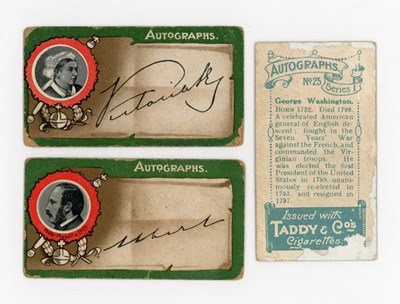 AUTOGRAPHS.
Victoria R
AUTOGRAPHS.
Albert
AUTOGRAPHS
No 25
Series 1
George Washington.
BORN 1732. Died 1799.
A celebrated American
general of English de-
scent; fought in the
Seven Years' War
against the French, and
commanded the Vir-
ginian troops. He
was elected the first
President of the United
States in 1789, unani-
mously re-elected in
1793, and resigned in
1797.
Issued with
TADDY & Co's
Cigarettes.